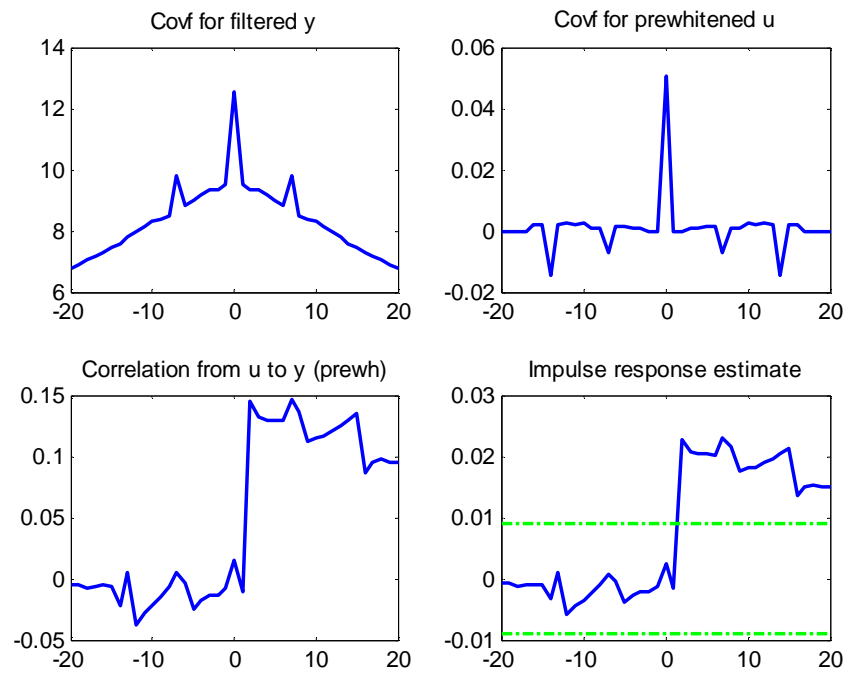 Covf for filtered y
14
12
10
8
6
-20 -10 0 10 20
Covf for prewhitened u
0.06
0.04
0.02
0
-0.02
-20 -10 0 10 20
Correlation from u to y (prewh)
0.15
0.1
0.05
0
-0.05
-20 -10 0 10 20
Impulse response estimate
0.03
0.02
0.01
0
-0.01
-20 -10 0 10 20